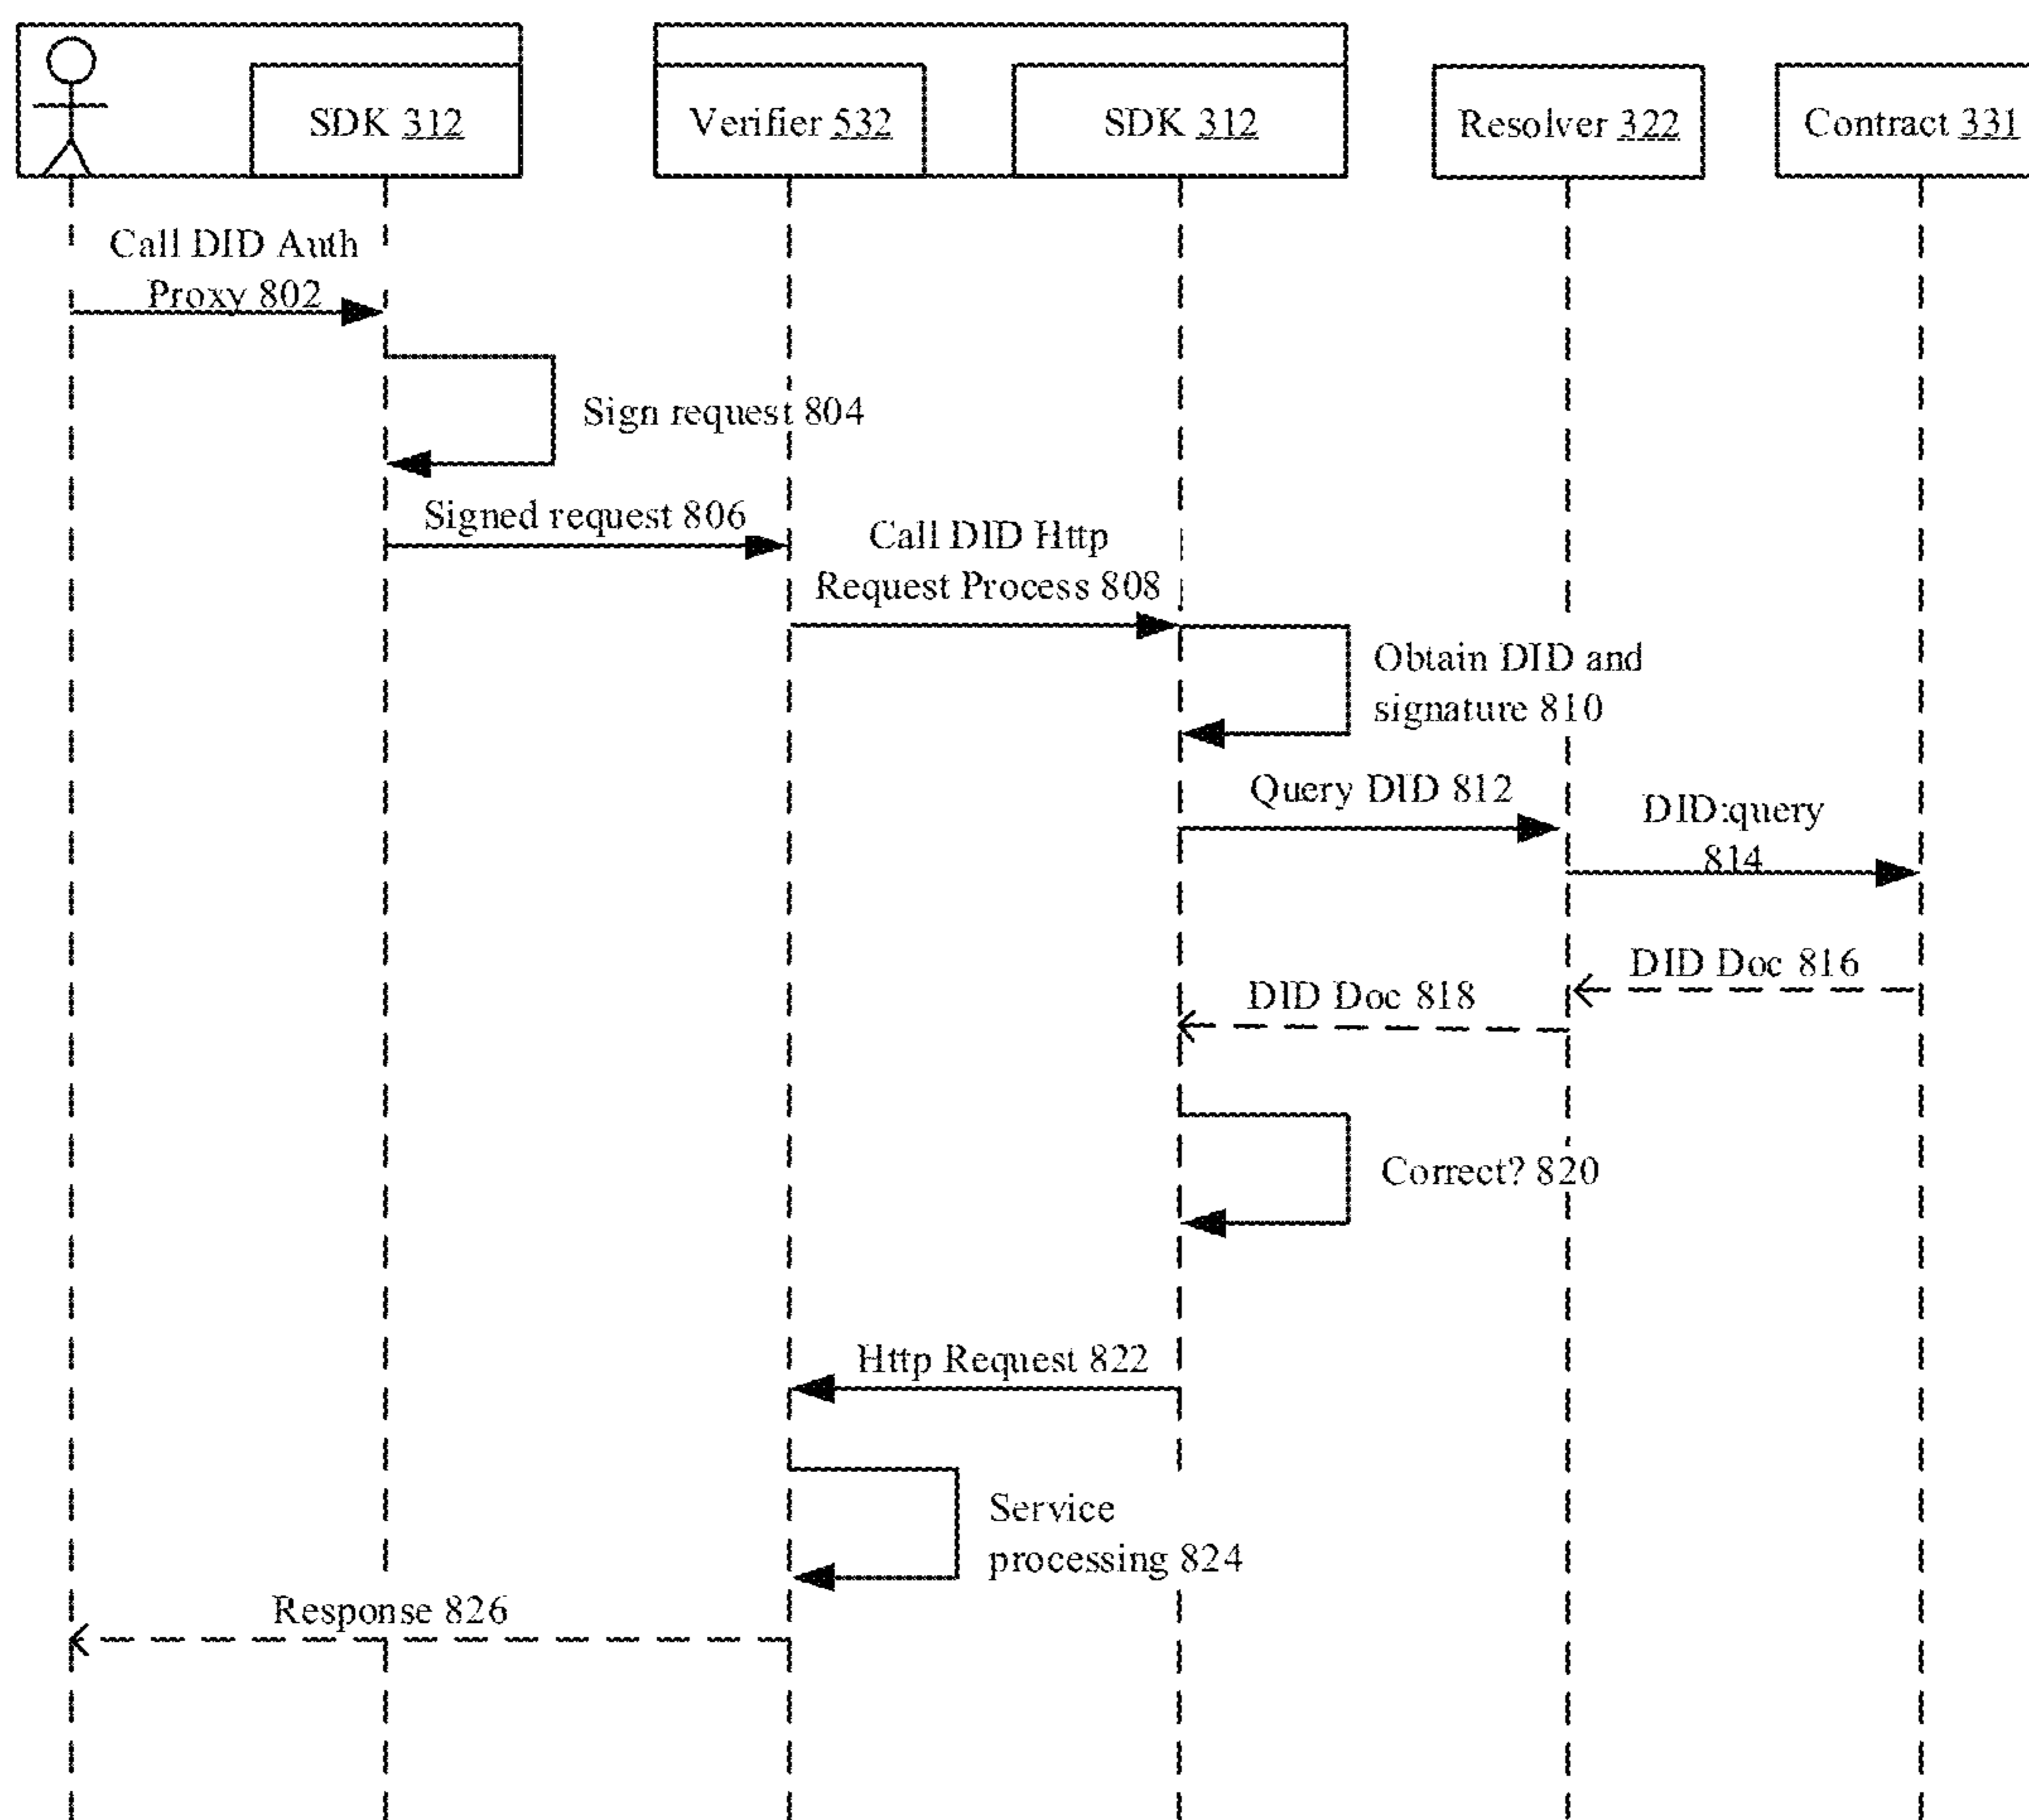 SDK 312
Verifier 532
SDK 312
Resolver 322
Contract 331
Call DID Auth
Proxy 802
Sign request 804
Signed request 806
Call DID Http
Request Process 808
Obtain DID and
signature 810
Query DID 812
DID:query
814
DID Doc 816
DID Doc 818
Correct? 820
Http Request 822
Service
processing 824
Response 826